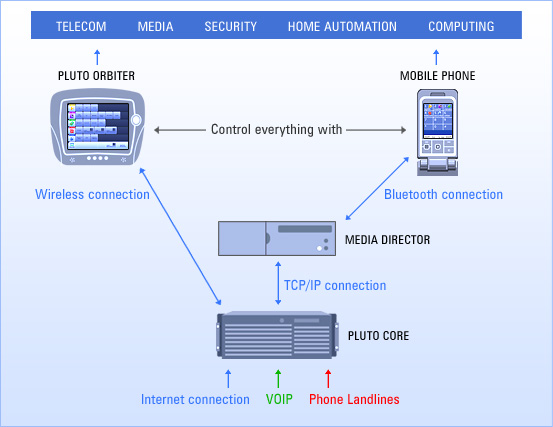 TELECOM MEDIA SECURITY HOME AUTOMATION COMPUTING
PLUTO ORBITER MOBILE PHONE
Control everything with
Wireless connection Bluetooth connection
MEDIA DIRECTOR
TCP/IP connection
PLUTO CORE
Internet connection VOIP Phone Landlines